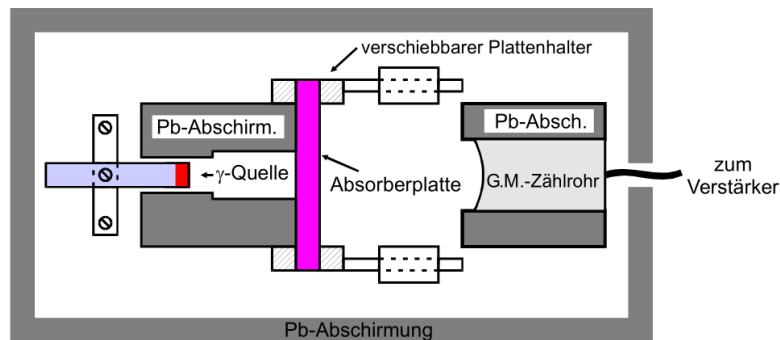 verschiebbarer Plattenhalter
Pb-Abschirm.
Pb-Absch.
γ-Quelle
Absorberplatte
G.M.-Zählrohr
zum
Verstärker
Pb-Abschirmung